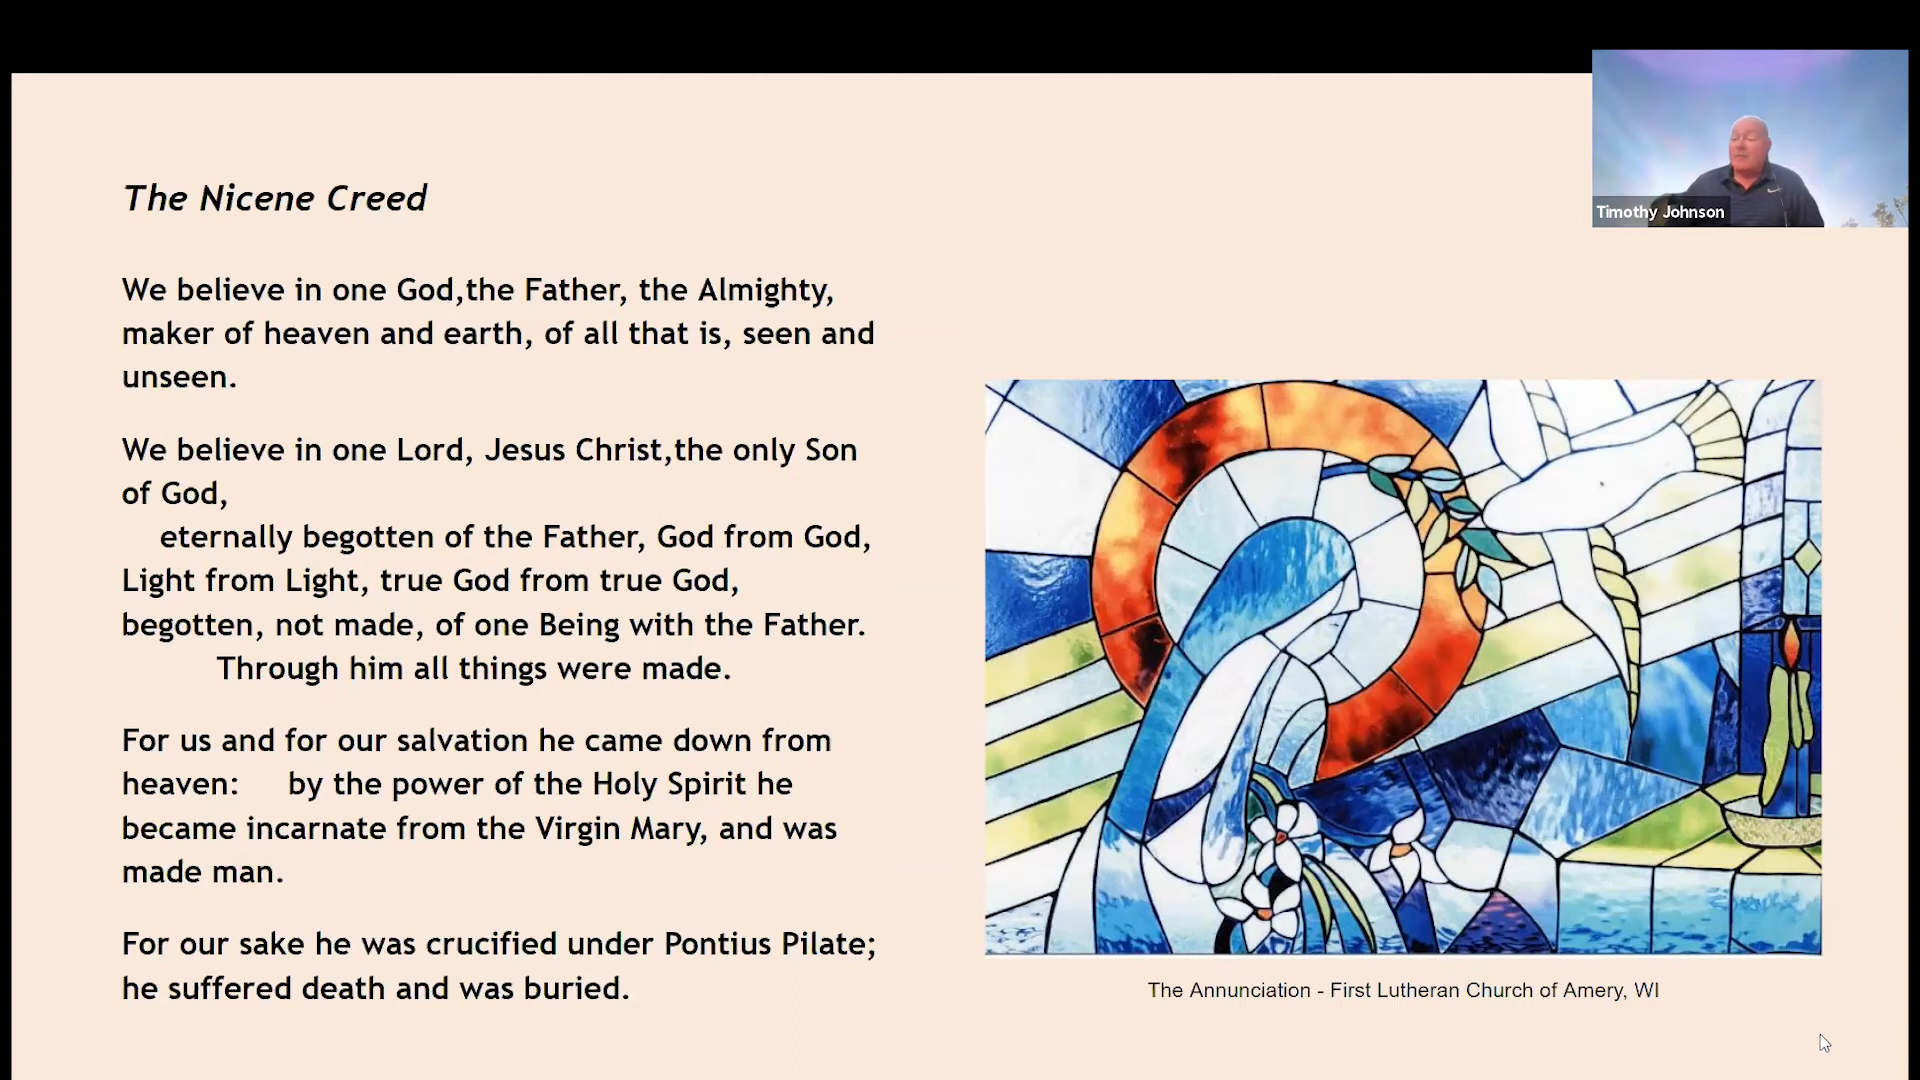 The Nicene Creed
We believe in one God,the Father, the Almighty,
maker of heaven and earth, of all that is, seen and
unseen.
We believe in one Lord, Jesus Christ,the only Son
of God,
eternally begotten of the Father, God from God,
Light from Light, true God from true God,
begotten, not made, of one Being with the Father.
Through him all things were made.
For us and for our salvation he came down from
heaven: by the power of the Holy Spirit he
became incarnate from the Virgin Mary, and was
made man.
For our sake he was crucified under Pontius Pilate;
he suffered death and was buried.
Timothy Johnson
The Annunciation - First Lutheran Church of Amery, WI